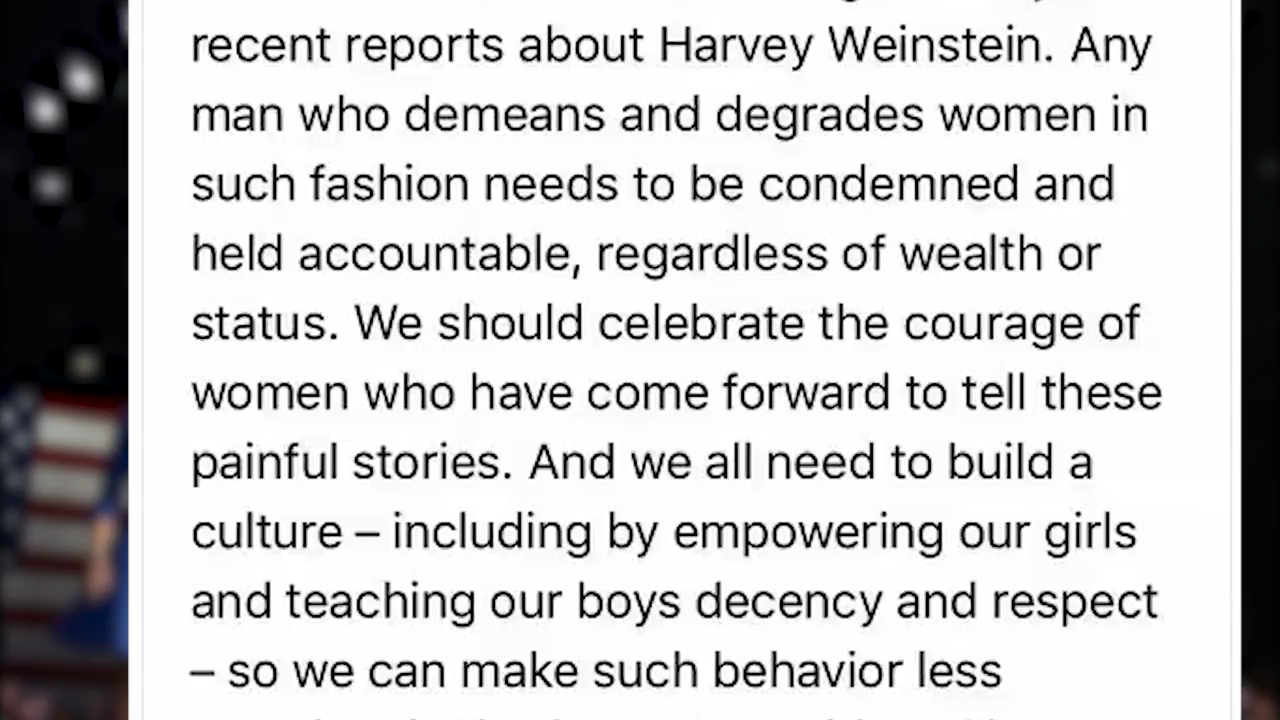 recent reports about Harvey Weinstein. Any
man who demeans and degrades women in
such fashion needs to be condemned and
held accountable, regardless of wealth or
status. We should celebrate the courage of
women who have come forward to tell these
painful stories. And we all need to build a
culture – including by empowering our girls
and teaching our boys decency and respect
– so we can make such behavior less